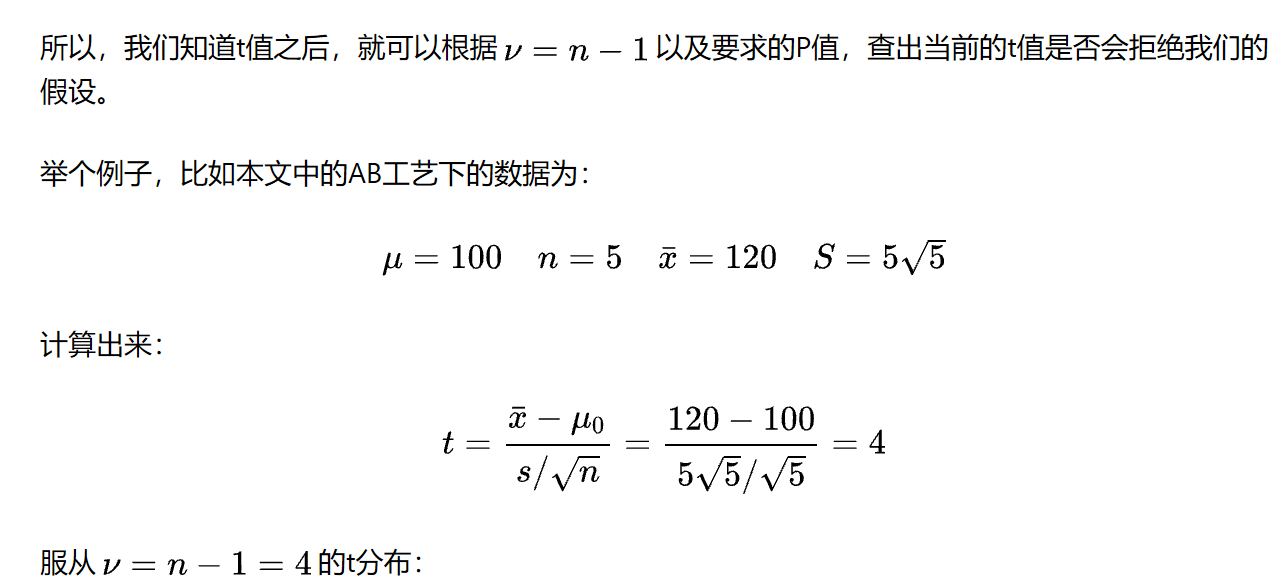 所以，我们知道t值之后，就可以根据 ν = n − 1 以及要求的P值，查出当前的t值是否会拒绝我们的
假设。
举个例子，比如本文中的AB工艺下的数据为：
μ = 100 n = 5 x̄ = 120 S = 5√5
计算出来：
t = (x̄ − μ₀)/(s/√n) = (120 − 100)/(5√5/√5) = 4
服从 ν = n − 1 = 4 的t分布：